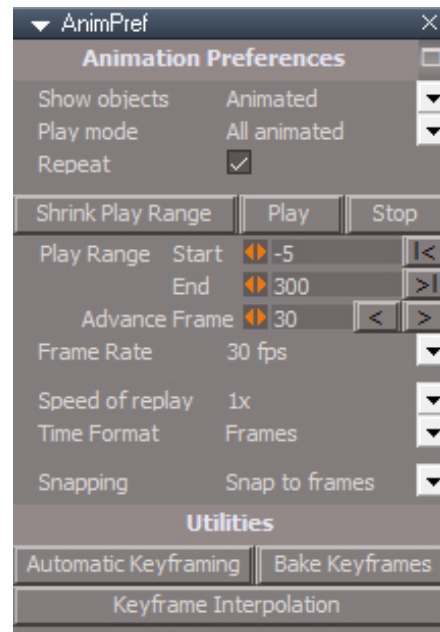 AnimPref
Animation Preferences
Show objects Animated
Play mode All animated
Repeat
Shrink Play Range Play Stop
Play Range Start -5 |<
End 300 >|
Advance Frame 30 < >
Frame Rate 30 fps
Speed of replay 1x
Time Format Frames
Snapping Snap to frames
Utilities
Automatic Keyframing Bake Keyframes
Keyframe Interpolation